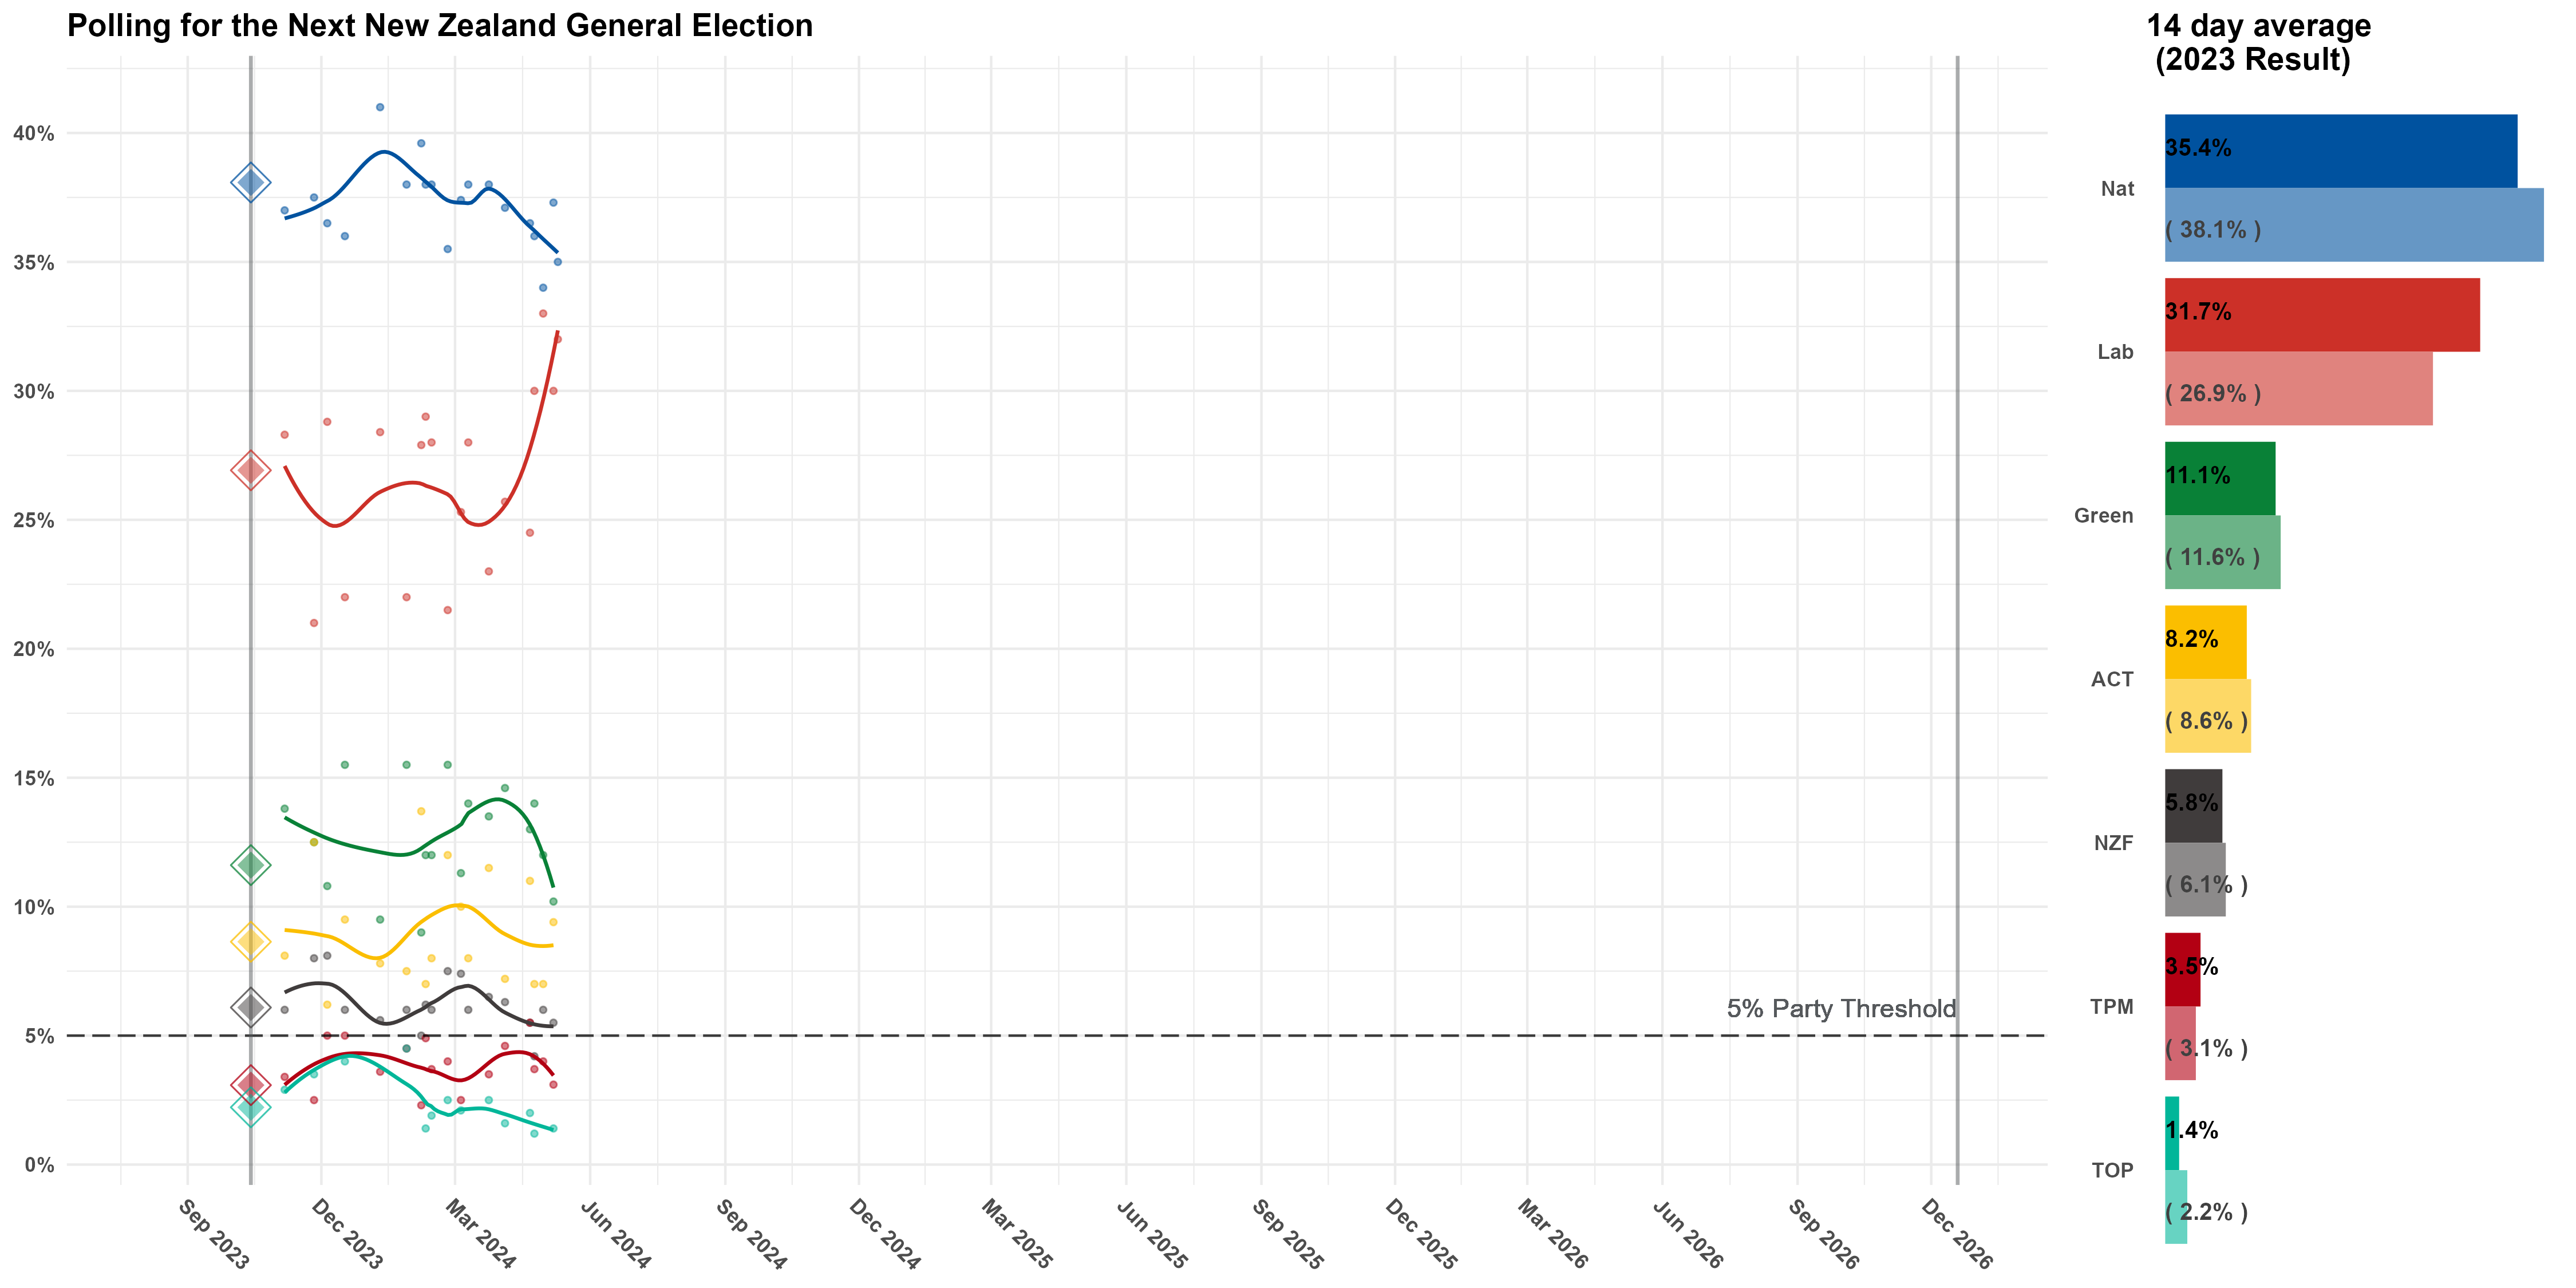 Polling for the Next New Zealand General Election
14 day average
(2023 Result)
40%
35%
30%
25%
20%
15%
10%
5%
0%
5% Party Threshold
Sep 2023
Dec 2023
Mar 2024
Jun 2024
Sep 2024
Dec 2024
Mar 2025
Jun 2025
Sep 2025
Dec 2025
Mar 2026
Jun 2026
Sep 2026
Dec 2026
Nat
35.4%
( 38.1% )
Lab
31.7%
( 26.9% )
Green
11.1%
( 11.6% )
ACT
8.2%
( 8.6% )
NZF
5.8%
( 6.1% )
TPM
3.5%
( 3.1% )
TOP
1.4%
( 2.2% )